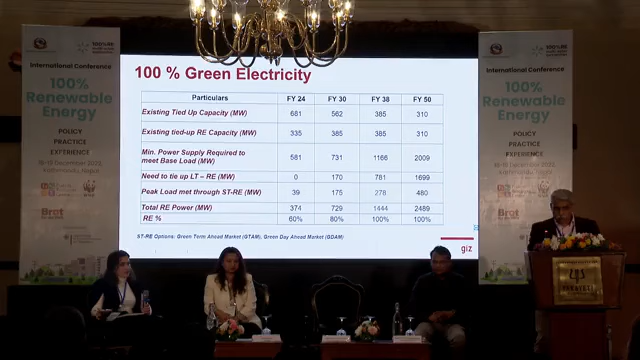 International Conference
100%
Renewable
Energy
POLICY
PRACTICE
EXPERIENCE
Brot
100 % Green Electricity
Particulars FY 24 FY 30 FY 38 FY 50
Existing Tied Up Capacity (MW) 681 562 385 310
Existing tied-up RE Capacity (MW) 335 385 385 310
Min. Power Supply Required to
meet Base Load (MW) 581 731 1166 2009
Need to tie up LT – RE (MW) 0 170 781 1699
Peak Load met through ST-RE (MW) 39 175 278 480
Total RE Power (MW) 374 729 1444 2489
RE % 60% 80% 100% 100%
ST-RE Options: Green Term Ahead Market (GTAM), Green Day Ahead Market (GDAM)
giz
International Conference
100%
Renewable
Energy
POLICY
PRACTICE
EXPERIENCE
Brot